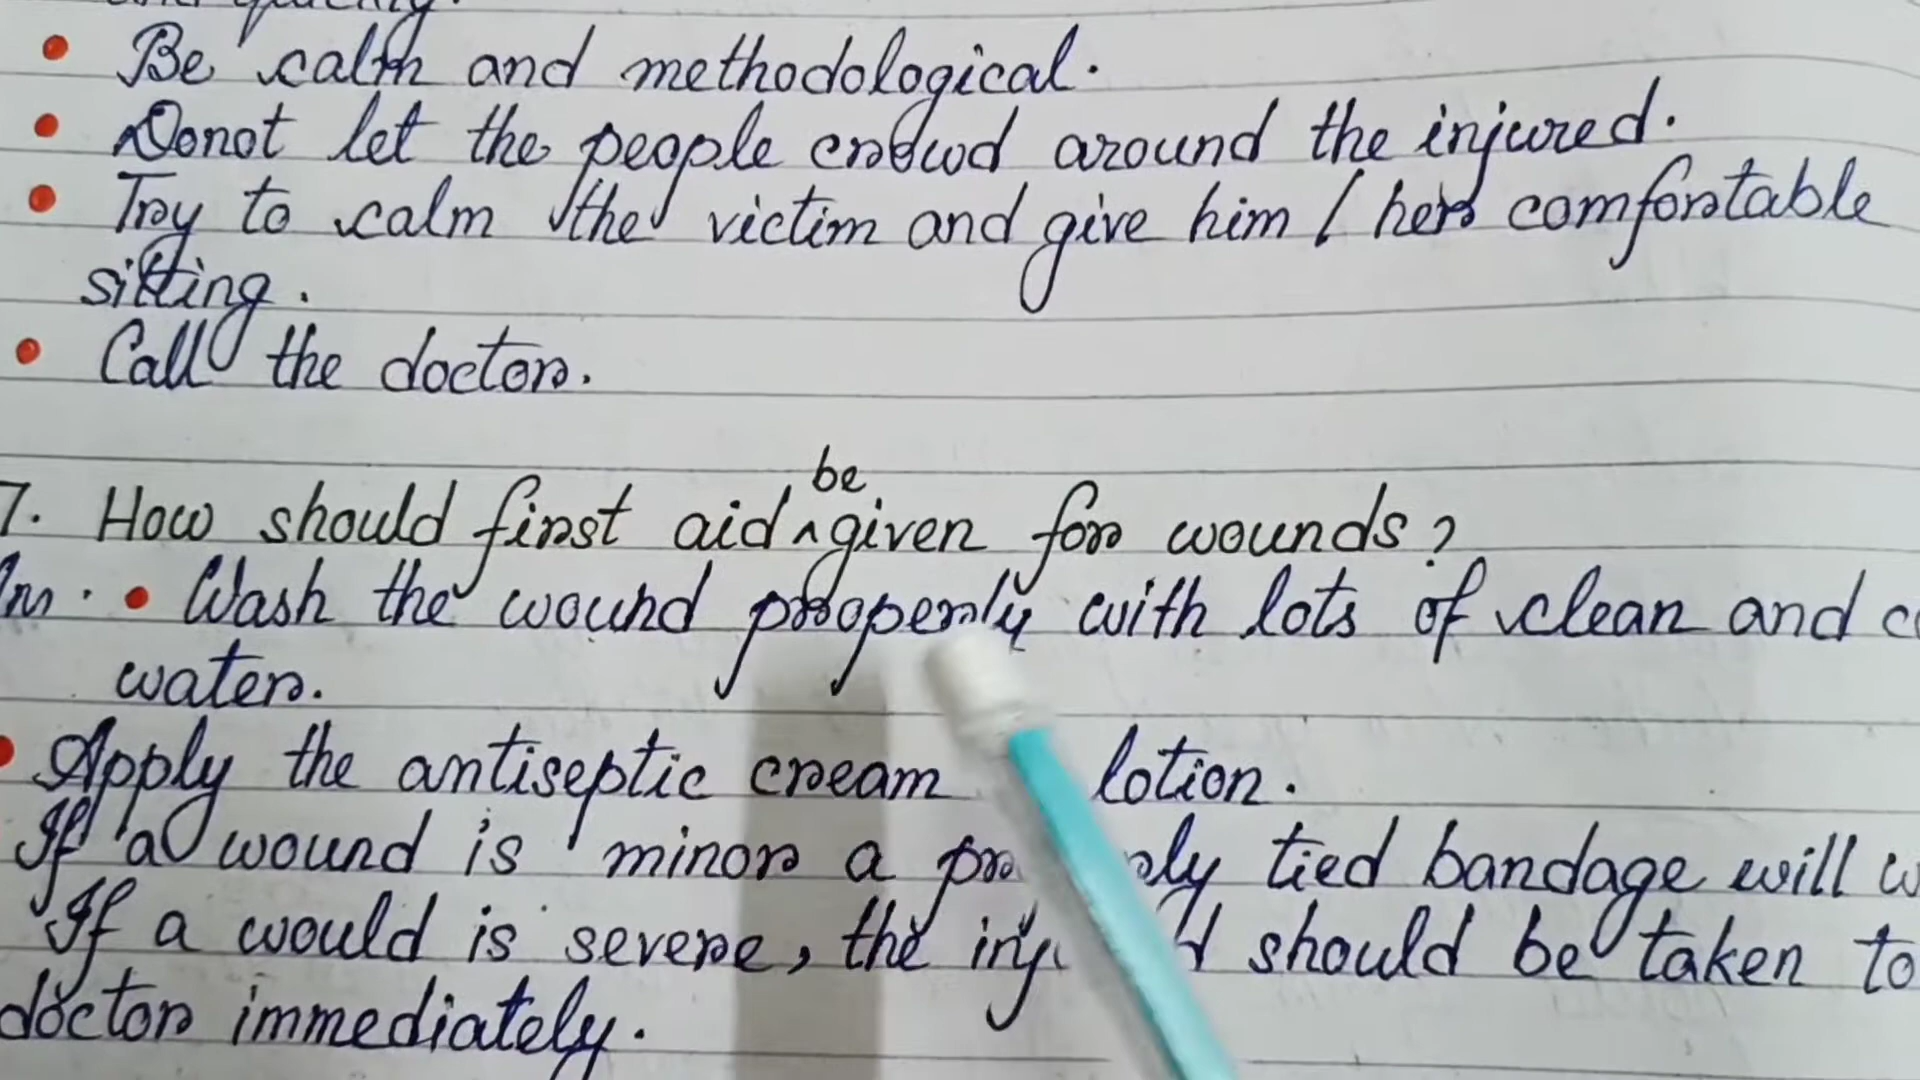 and quickly.
• Be calm and methodological.
• Donot let the people crowd around the injured.
• Try to calm the victim and give him / her comfortable
sitting.
• Call the doctor.
be
7. How should first aid ^ given for wounds?
• Wash the wound properly with lots of clean and
water.
• Apply the antiseptic cream lotion.
If a wound is minor a tied bandage will
If a would is severe, the should be taken to
doctor immediately.